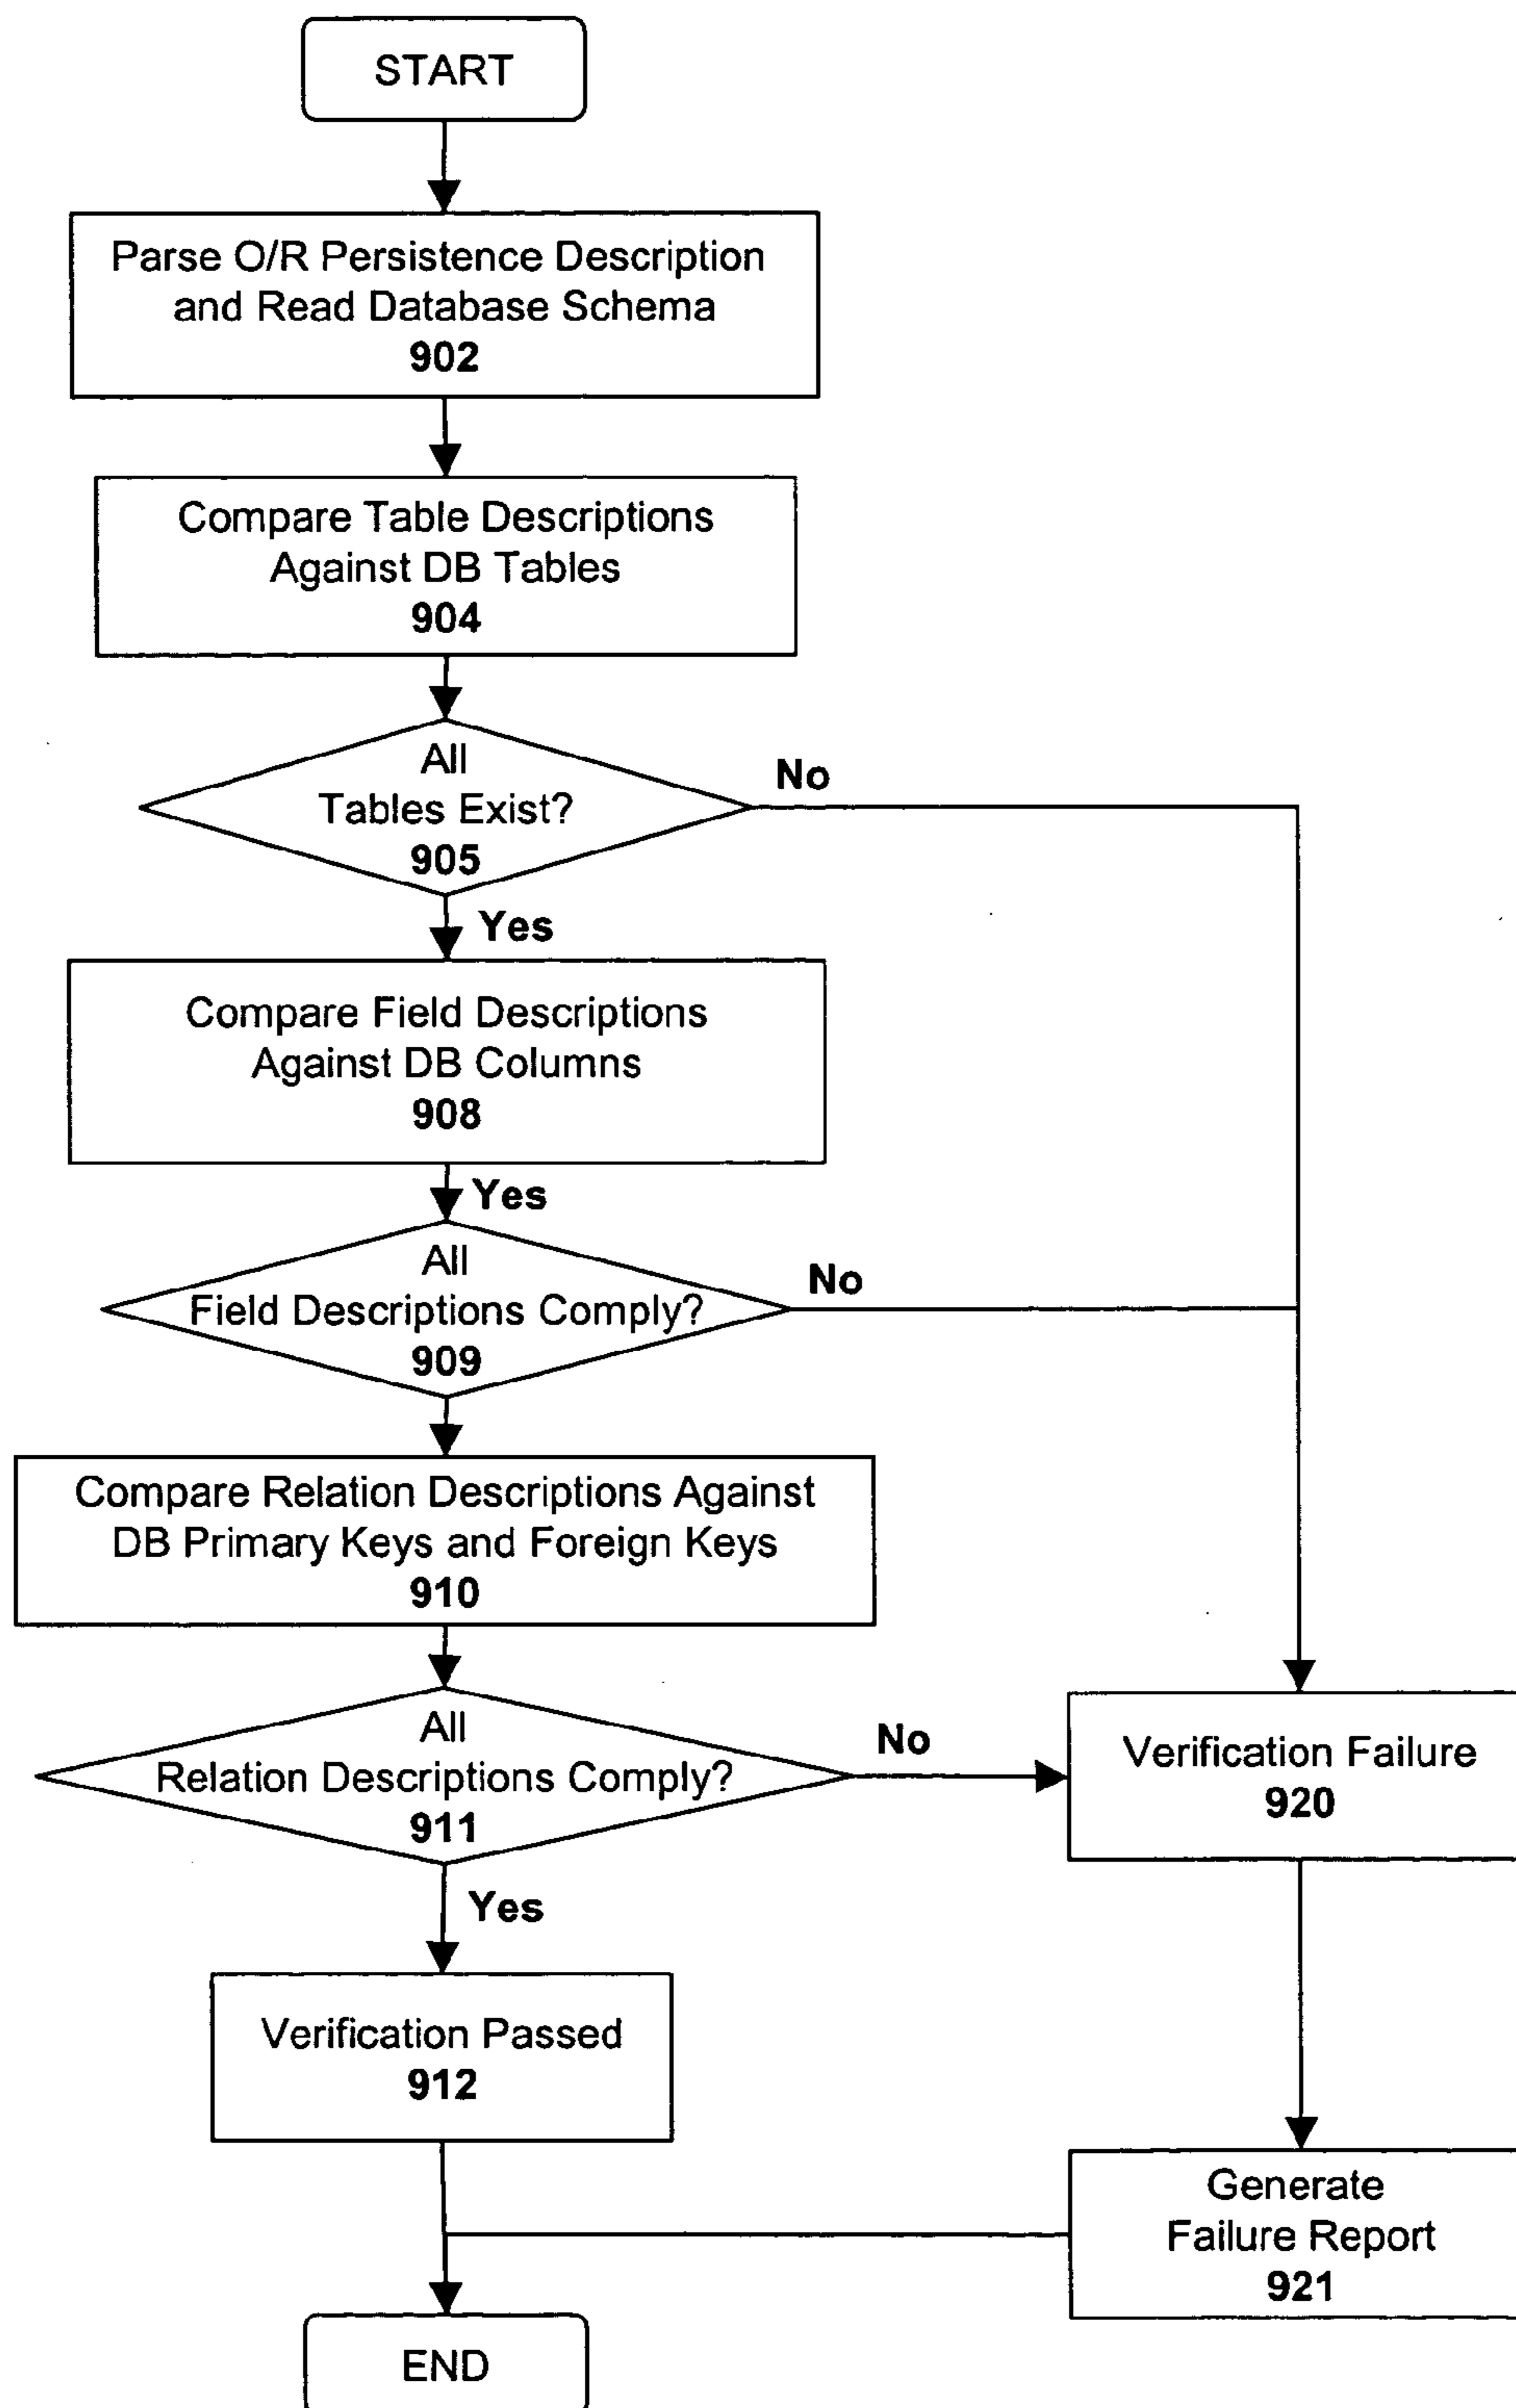 START
Parse O/R Persistence Description
and Read Database Schema
902
Compare Table Descriptions
Against DB Tables
904
All
Tables Exist?
905
No
Yes
Compare Field Descriptions
Against DB Columns
908
Yes
All
Field Descriptions Comply?
909
No
Compare Relation Descriptions Against
DB Primary Keys and Foreign Keys
910
All
Relation Descriptions Comply?
911
No
Verification Failure
920
Yes
Verification Passed
912
Generate
Failure Report
921
END